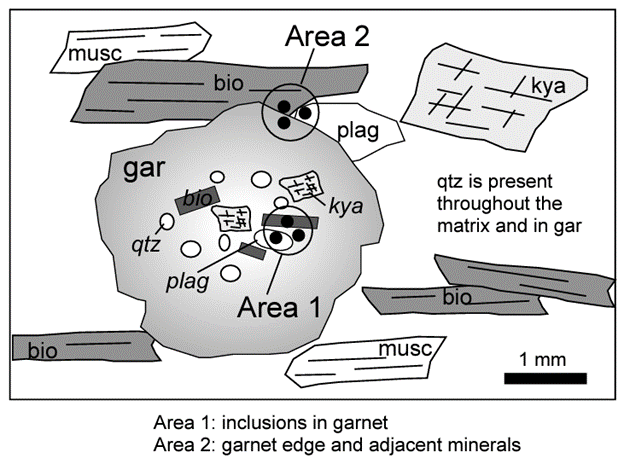 Area 2
musc
bio
kya
plag
gar
qtz is present
throughout the
matrix and in gar
bio
kya
qtz
plag
Area 1
bio
bio
musc
1 mm
Area 1: inclusions in garnet
Area 2: garnet edge and adjacent minerals